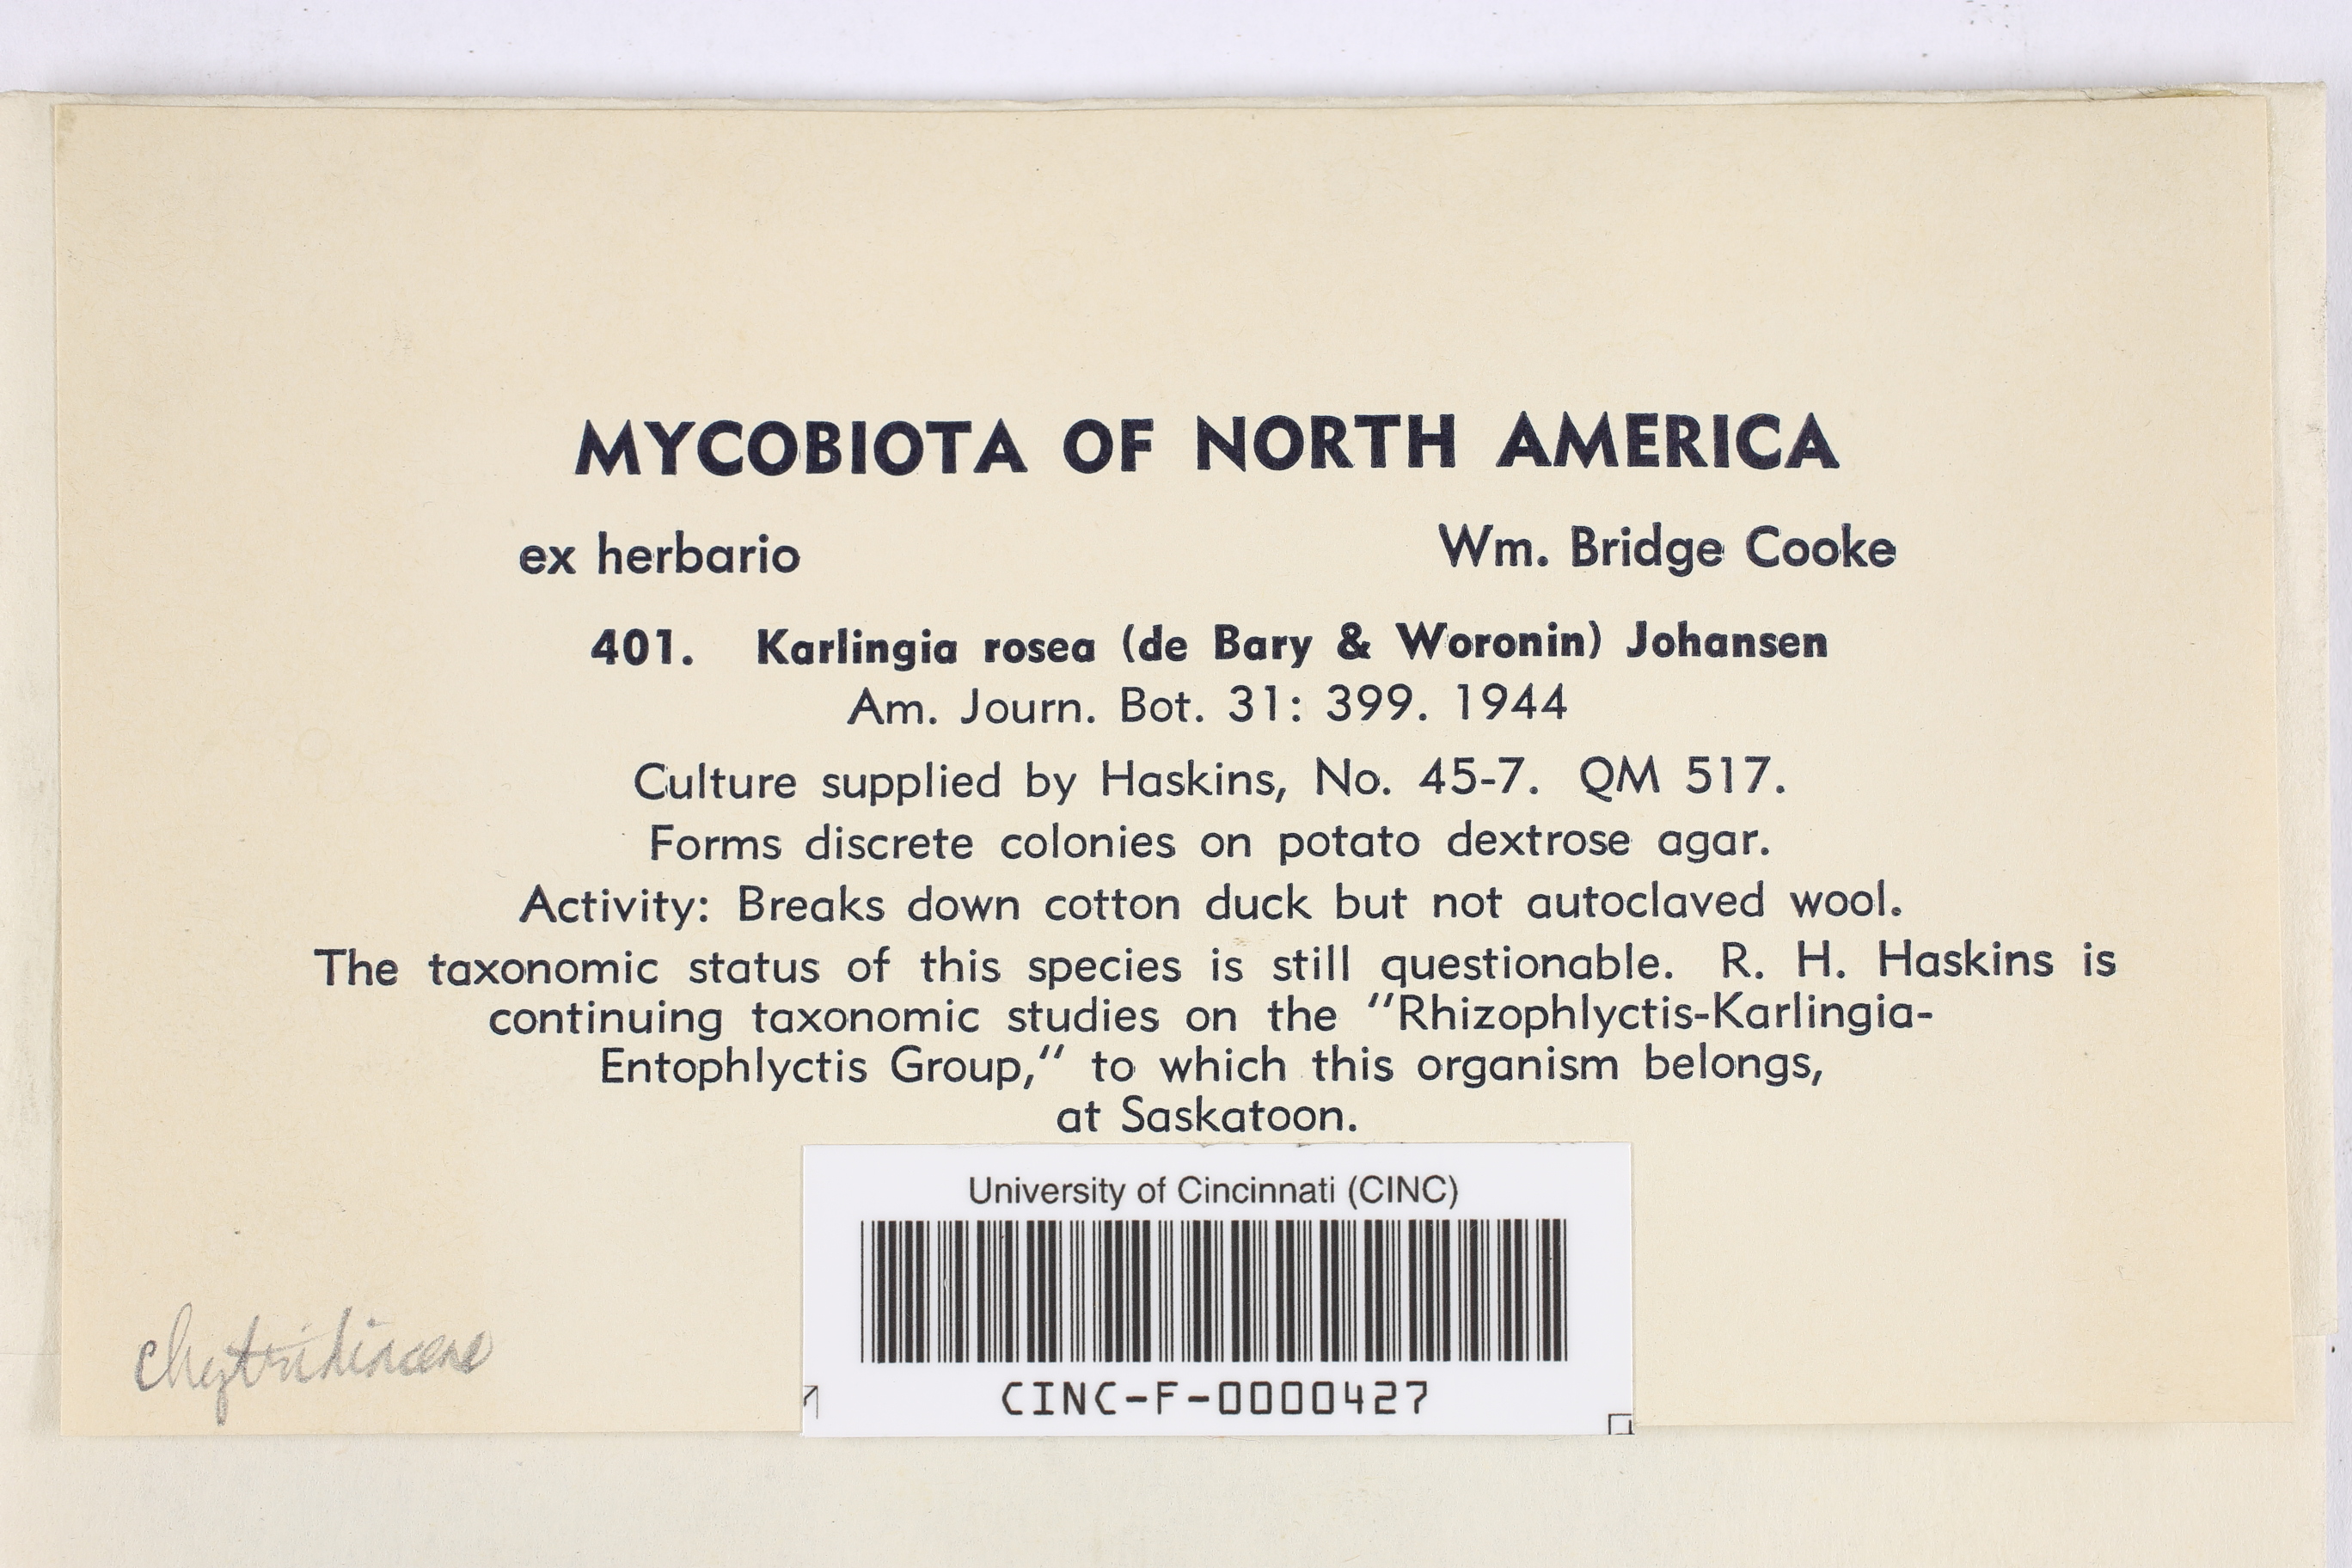 MYCOBIOTA OF NORTH AMERICA
ex herbario Wm. Bridge Cooke
401. Karlingia rosea (de Bary & Woronin) Johansen
Am. Journ. Bot. 31: 399. 1944
Culture supplied by Haskins, No. 45-7. QM 517.
Forms discrete colonies on potato dextrose agar.
Activity: Breaks down cotton duck but not autoclaved wool.
The taxonomic status of this species is still questionable. R. H. Haskins is
continuing taxonomic studies on the "Rhizophlyctis-Karlingia-
Entophlyctis Group," to which this organism belongs,
at Saskatoon.
University of Cincinnati (CINC)
CINC-F-0000427